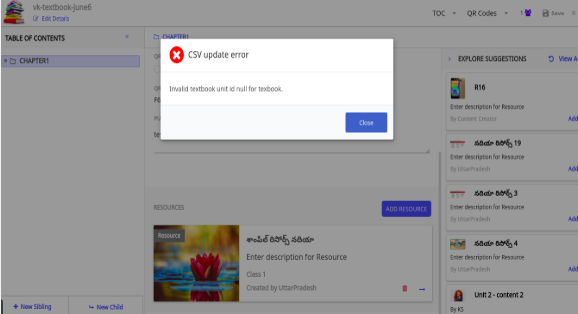 vk-textbook-june6
Edit Details
TOC
QR Codes
1
Save
TABLE OF CONTENTS
CHAPTER1
CHAPTER1
CSV update error
Invalid textbook unit id null for texbook.
Close
RESOURCES
ADD RESOURCE
Resource
శాంపిల్ రిసోర్స్ నదియా
Enter description for Resource
Class 1
Created by UttarPradesh
+ New Sibling
New Child
EXPLORE SUGGESTIONS
View A
R16
Enter description for Resource
By Content Creator
Add
నదియా రిసోర్స్ 19
Enter description for Resource
By UttarPradesh
Add
నదియా రిసోర్స్ 3
Enter description for Resource
By UttarPradesh
Add
నదియా రిసోర్స్ 4
Enter description for Resource
By UttarPradesh
Add
Unit 2 - content 2
By KS